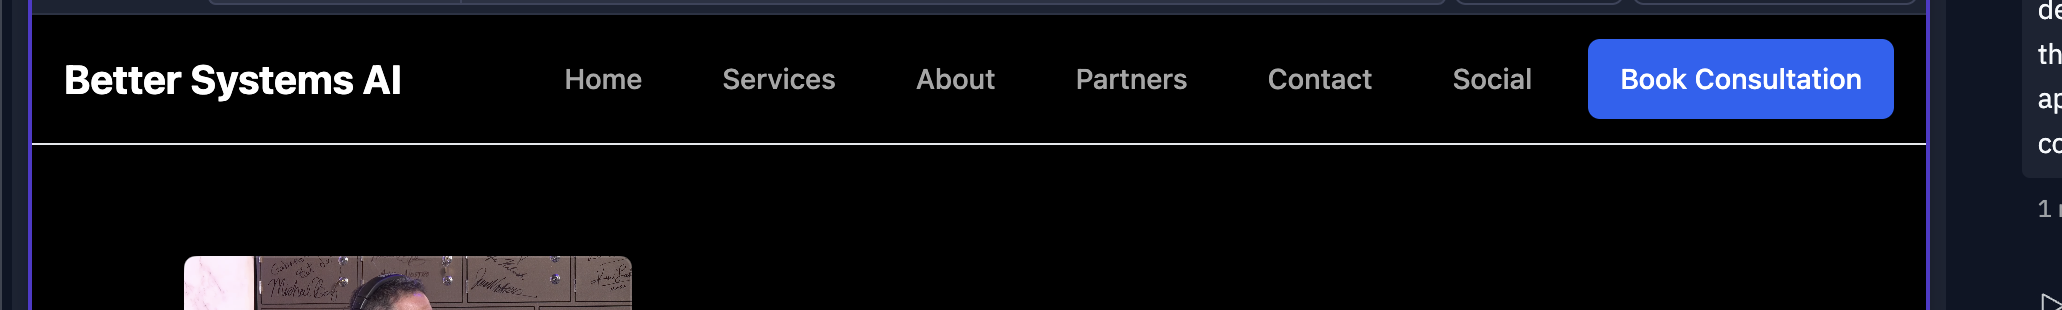 Better Systems AI
Home
Services
About
Partners
Contact
Social
Book Consultation
de
th
ap
co
1